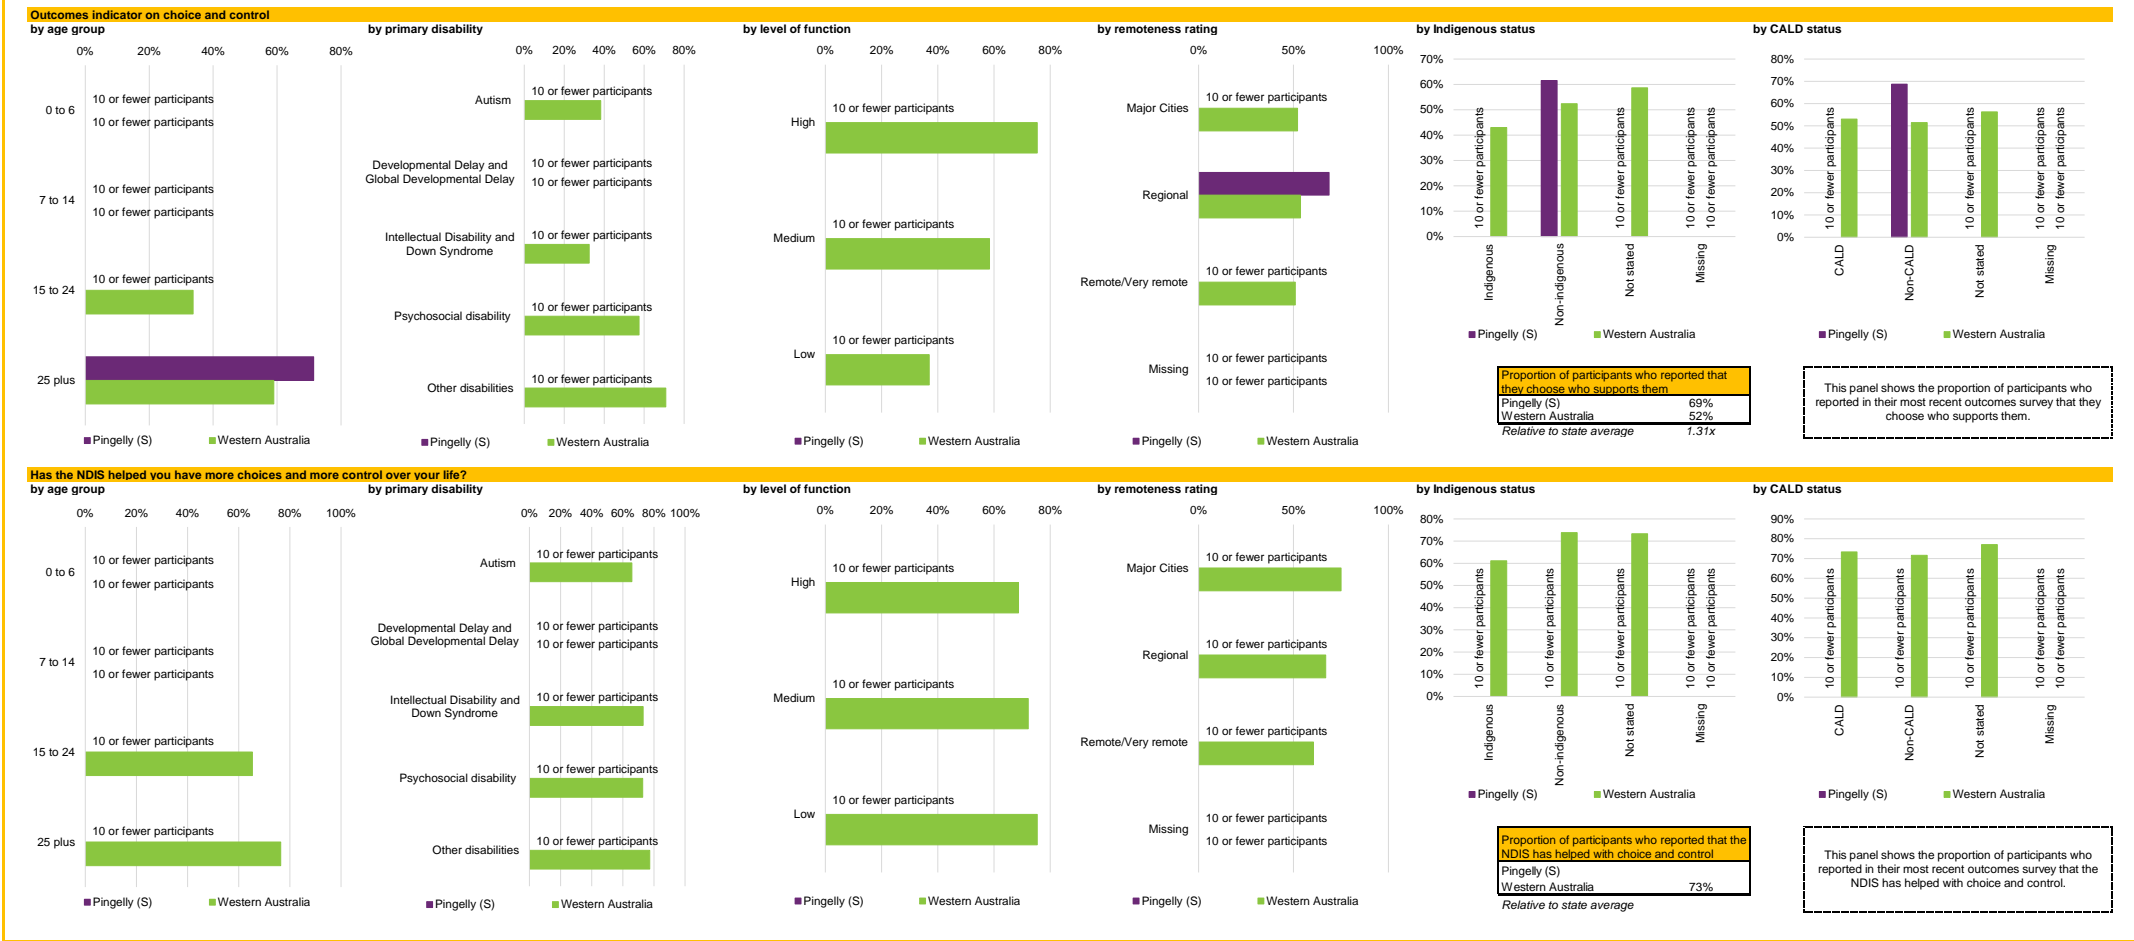 Outcomes indicator on choice and control
by age group
0% 20% 40% 60% 80%
0 to 6
10 or fewer participants
10 or fewer participants
7 to 14
10 or fewer participants
10 or fewer participants
15 to 24
10 or fewer participants
25 plus
Pingelly (S) Western Australia
by primary disability
0% 20% 40% 60% 80%
Autism
10 or fewer participants
Developmental Delay and
Global Developmental Delay
10 or fewer participants
10 or fewer participants
Intellectual Disability and
Down Syndrome
10 or fewer participants
Psychosocial disability
10 or fewer participants
Other disabilities
10 or fewer participants
Pingelly (S) Western Australia
by level of function
0% 20% 40% 60% 80%
High
10 or fewer participants
Medium
10 or fewer participants
Low
10 or fewer participants
Pingelly (S) Western Australia
by remoteness rating
0% 50% 100%
Major Cities
10 or fewer participants
Regional
Remote/Very remote
10 or fewer participants
Missing
10 or fewer participants
10 or fewer participants
Pingelly (S) Western Australia
by Indigenous status
70%
60%
50%
40%
30%
20%
10%
0%
10 or fewer participants
10 or fewer participants
10 or fewer participants
10 or fewer participants
Indigenous
Non-indigenous
Not stated
Missing
Pingelly (S) Western Australia
Proportion of participants who reported that
they choose who supports them
Pingelly (S) 69%
Western Australia 52%
Relative to state average 1.31x
by CALD status
80%
70%
60%
50%
40%
30%
20%
10%
0%
10 or fewer participants
10 or fewer participants
10 or fewer participants
10 or fewer participants
CALD
Non-CALD
Not stated
Missing
Pingelly (S) Western Australia
This panel shows the proportion of participants who
reported in their most recent outcomes survey that they
choose who supports them.
Has the NDIS helped you have more choices and more control over your life?
by age group
0% 20% 40% 60% 80% 100%
0 to 6
10 or fewer participants
10 or fewer participants
7 to 14
10 or fewer participants
10 or fewer participants
15 to 24
10 or fewer participants
25 plus
10 or fewer participants
Pingelly (S) Western Australia
by primary disability
0% 20% 40% 60% 80% 100%
Autism
10 or fewer participants
Developmental Delay and
Global Developmental Delay
10 or fewer participants
10 or fewer participants
Intellectual Disability and
Down Syndrome
10 or fewer participants
Psychosocial disability
10 or fewer participants
Other disabilities
10 or fewer participants
Pingelly (S) Western Australia
by level of function
0% 20% 40% 60% 80%
High
10 or fewer participants
Medium
10 or fewer participants
Low
10 or fewer participants
Pingelly (S) Western Australia
by remoteness rating
0% 50% 100%
Major Cities
10 or fewer participants
Regional
10 or fewer participants
Remote/Very remote
10 or fewer participants
Missing
10 or fewer participants
10 or fewer participants
Pingelly (S) Western Australia
by Indigenous status
80%
70%
60%
50%
40%
30%
20%
10%
0%
10 or fewer participants
10 or fewer participants
10 or fewer participants
10 or fewer participants
10 or fewer participants
Indigenous
Non-indigenous
Not stated
Missing
Pingelly (S) Western Australia
Proportion of participants who reported that the
NDIS has helped with choice and control
Pingelly (S)
Western Australia 73%
Relative to state average
by CALD status
90%
80%
70%
60%
50%
40%
30%
20%
10%
0%
10 or fewer participants
10 or fewer participants
10 or fewer participants
10 or fewer participants
10 or fewer participants
CALD
Non-CALD
Not stated
Missing
Pingelly (S) Western Australia
This panel shows the proportion of participants who
reported in their most recent outcomes survey that the
NDIS has helped with choice and control.